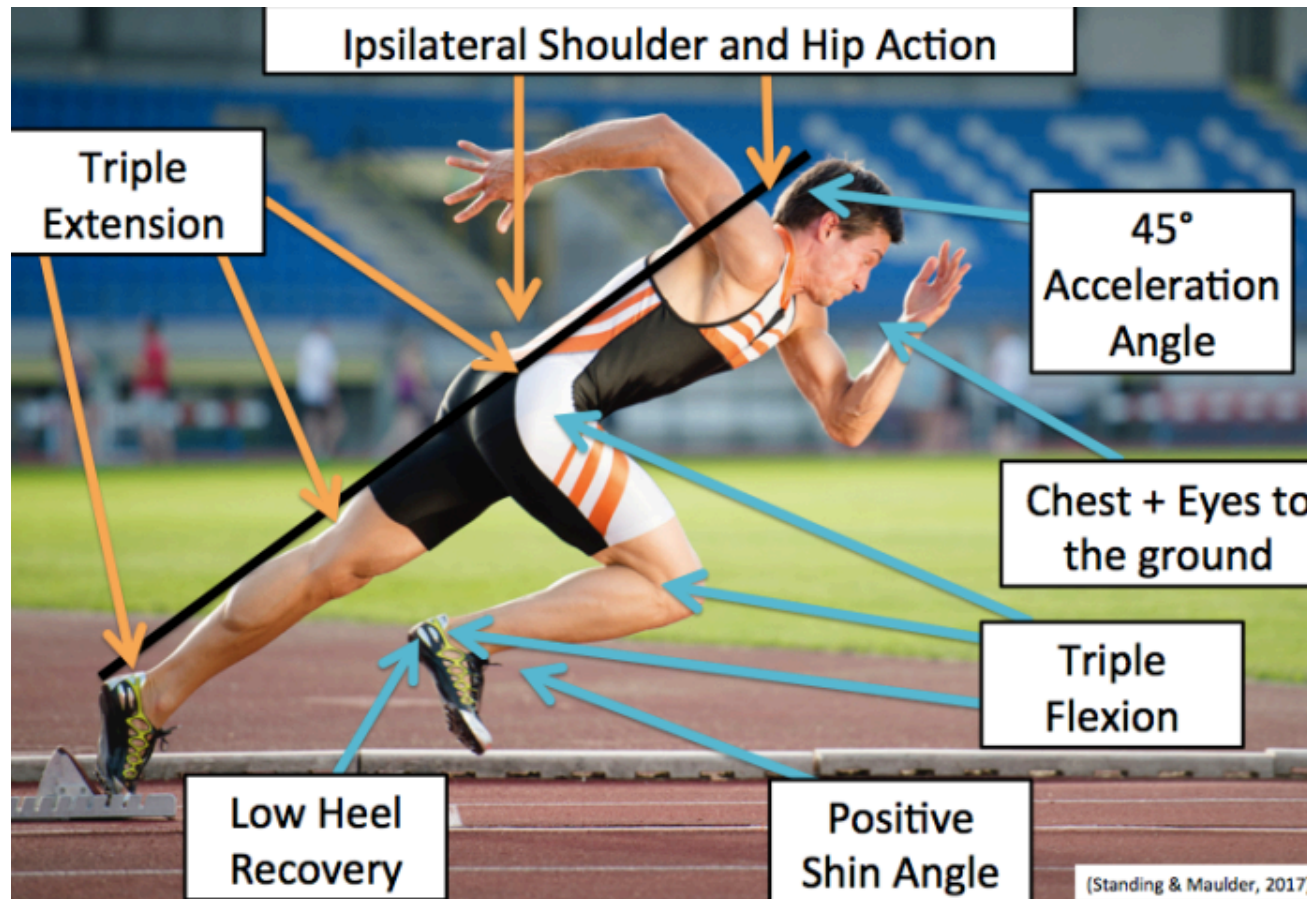 Ipsilateral Shoulder and Hip Action
Triple
Extension
45°
Acceleration
Angle
Chest + Eyes to
the ground
Triple
Flexion
Low Heel
Recovery
Positive
Shin Angle
(Standing & Maulder, 2017)